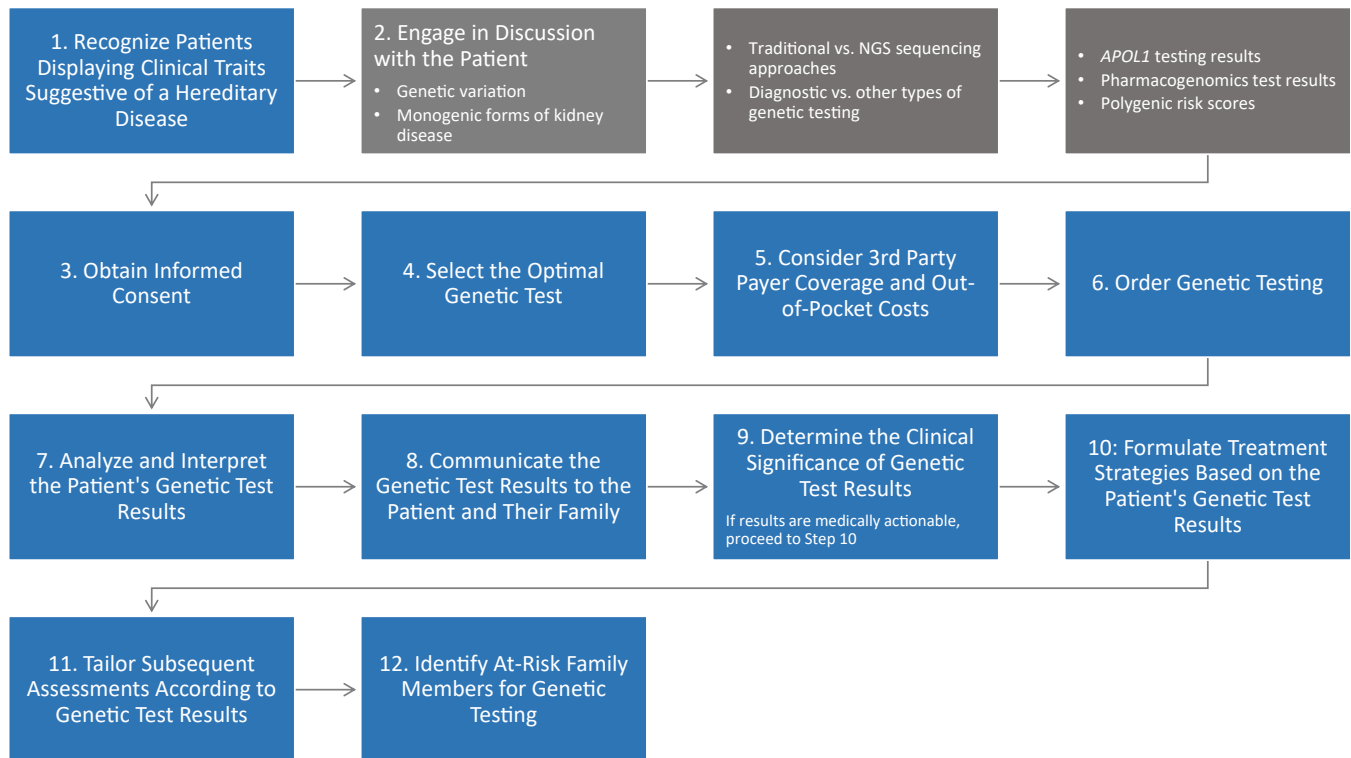 1. Recognize Patients
Displaying Clinical Traits
Suggestive of a Hereditary
Disease
2. Engage in Discussion
with the Patient
• Genetic variation
• Monogenic forms of kidney
disease
• Traditional vs. NGS sequencing
approaches
• Diagnostic vs. other types of
genetic testing
• APOL1 testing results
• Pharmacogenomics test results
• Polygenic risk scores
3. Obtain Informed
Consent
4. Select the Optimal
Genetic Test
5. Consider 3rd Party
Payer Coverage and Out-
of-Pocket Costs
6. Order Genetic Testing
7. Analyze and Interpret
the Patient's Genetic Test
Results
8. Communicate the
Genetic Test Results to the
Patient and Their Family
9. Determine the Clinical
Significance of Genetic
Test Results
If results are medically actionable,
proceed to Step 10
10: Formulate Treatment
Strategies Based on the
Patient's Genetic Test
Results
11. Tailor Subsequent
Assessments According to
Genetic Test Results
12. Identify At-Risk Family
Members for Genetic
Testing